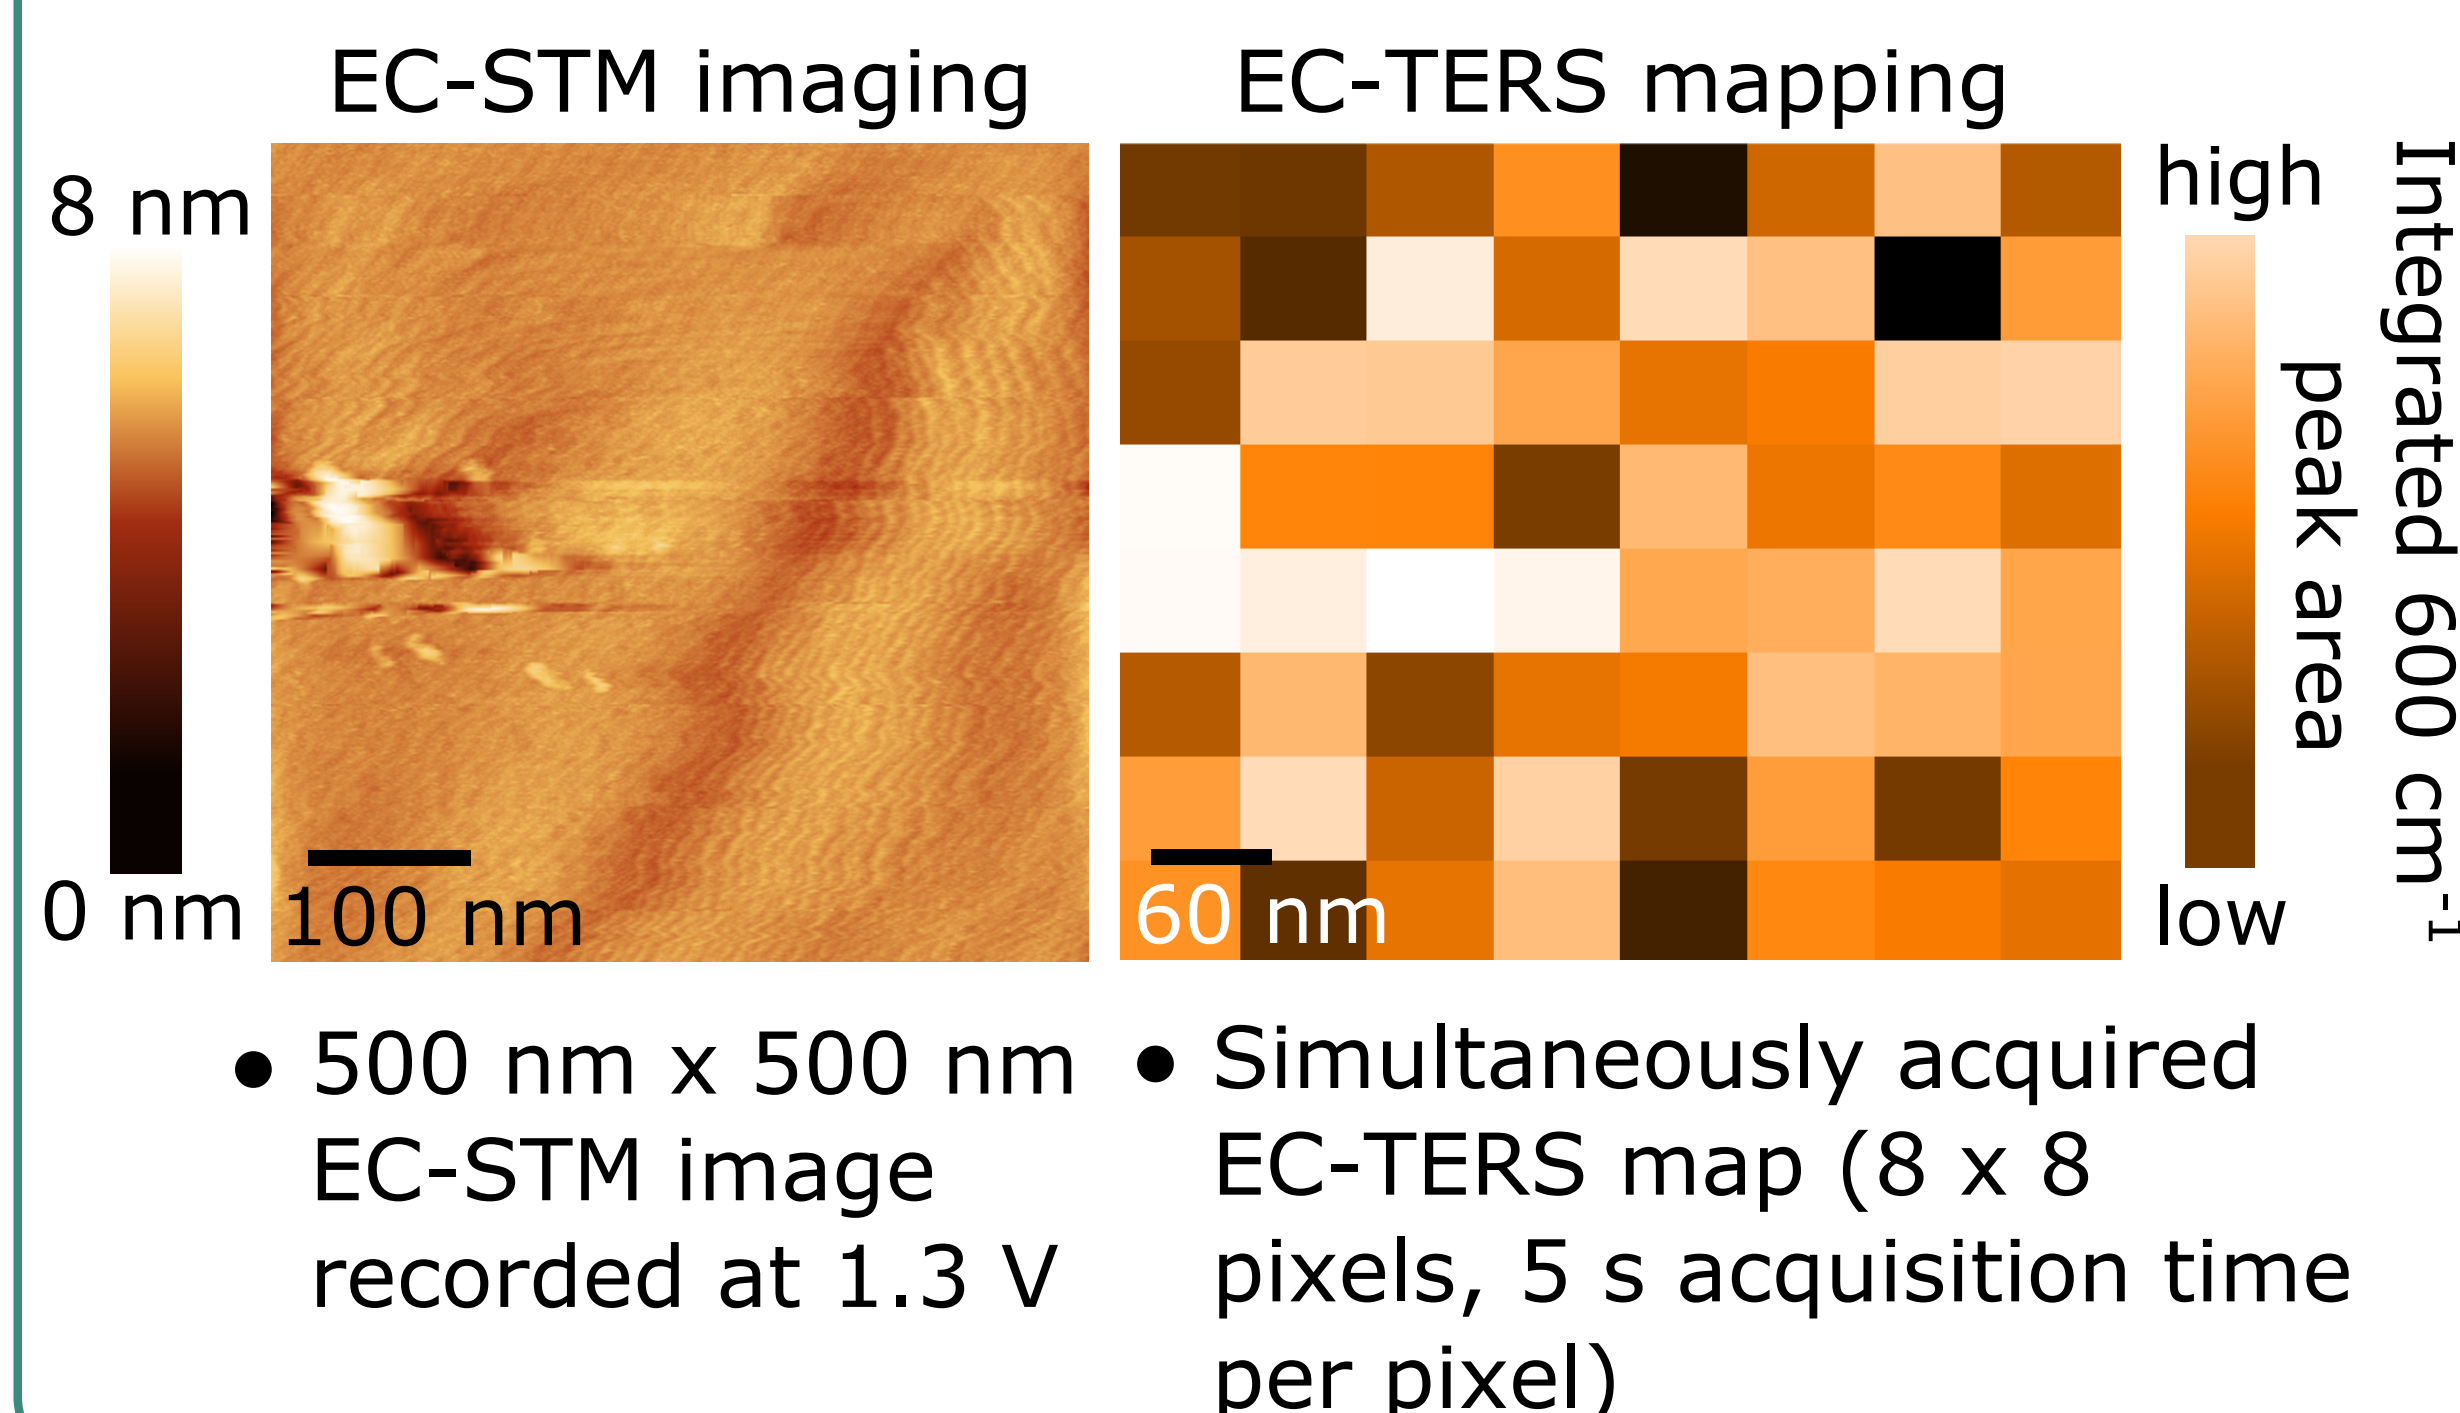 EC-STM imaging
8 nm
0 nm
100 nm
• 500 nm x 500 nm
EC-STM image
recorded at 1.3 V
EC-TERS mapping
60 nm
high
low
Integrated 600 cm⁻¹
peak area
• Simultaneously acquired
EC-TERS map (8 x 8
pixels, 5 s acquisition time
per pixel)